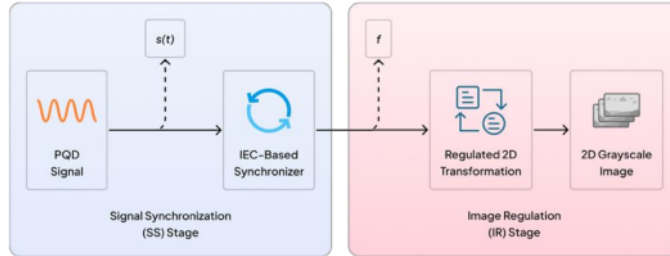 s(t)
f
PQD
Signal
IEC-Based
Synchronizer
Regulated 2D
Transformation
2D Grayscale
Image
Signal Synchronization
(SS) Stage
Image Regulation
(IR) Stage